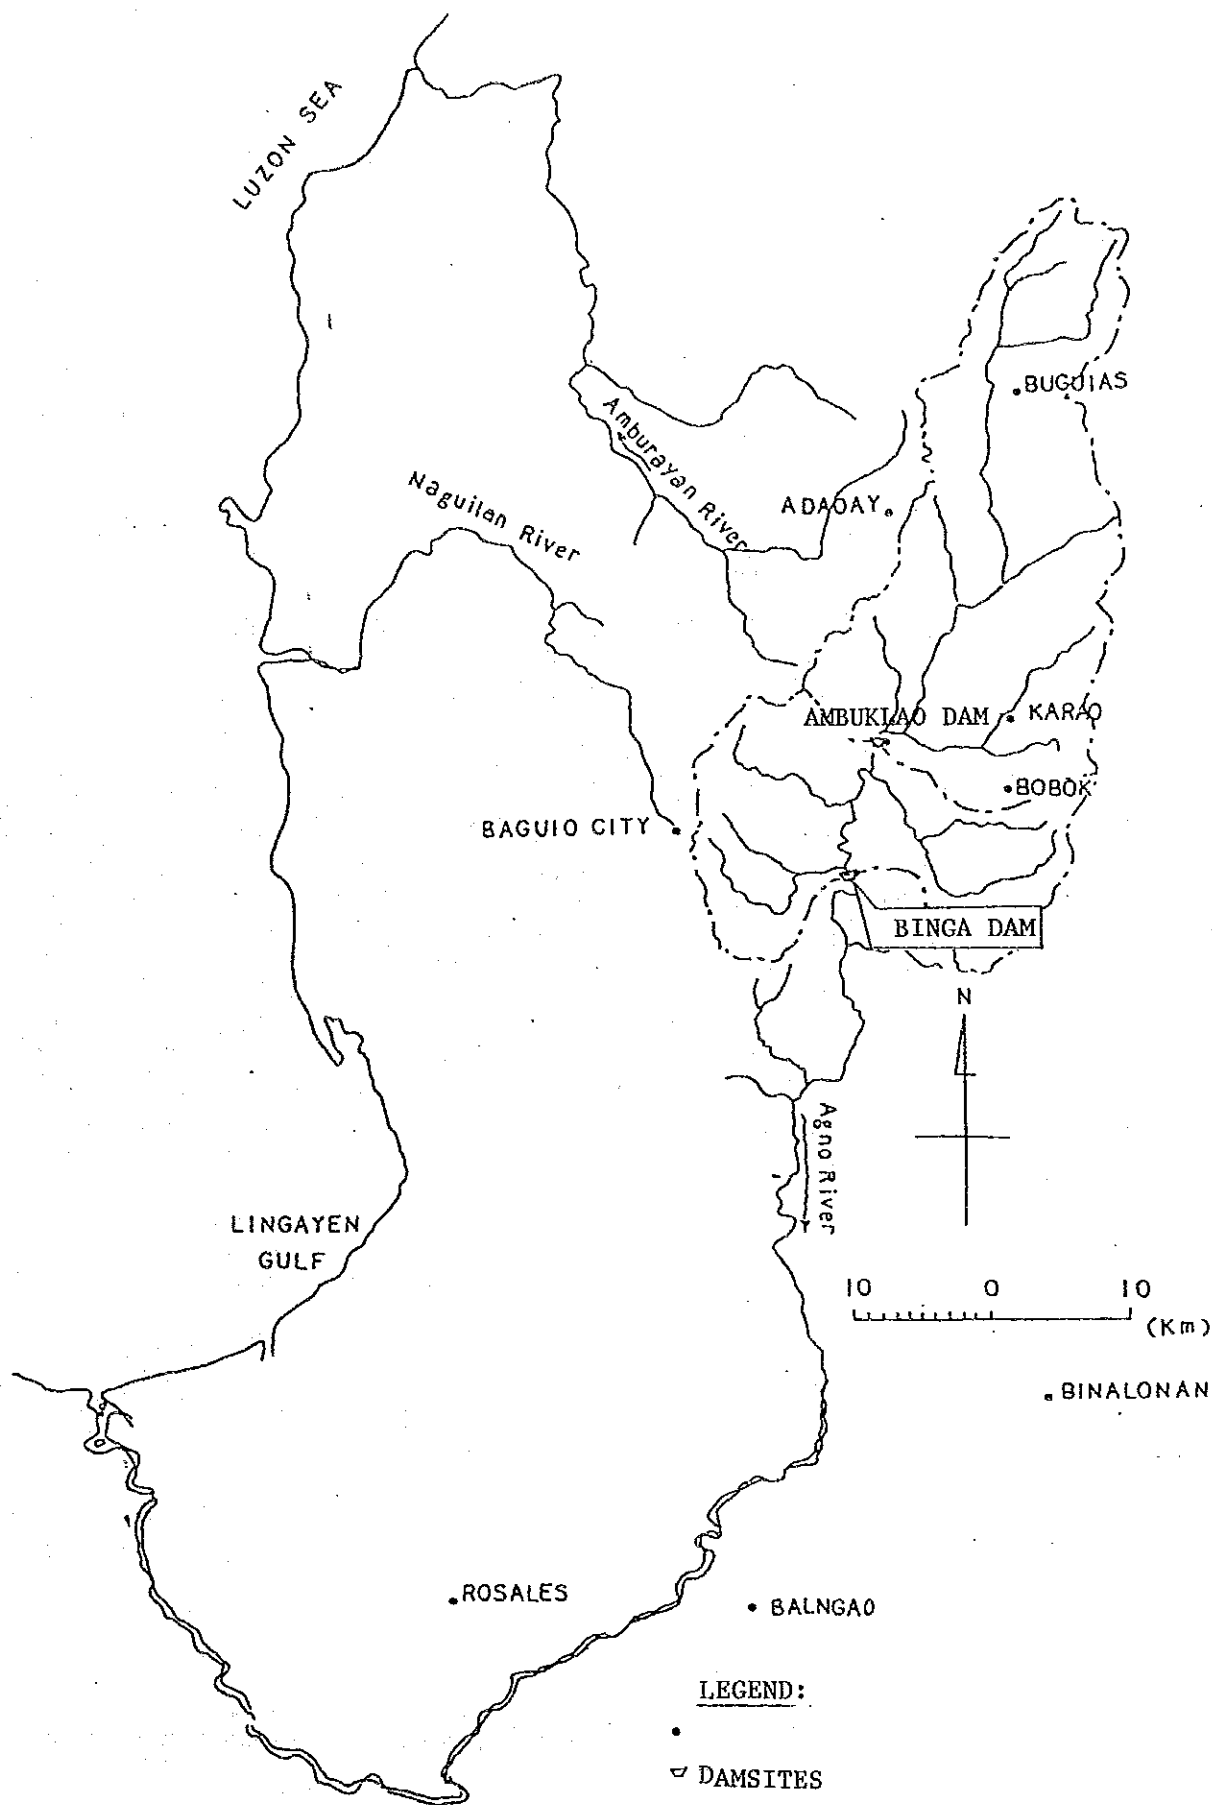 LUZON SEA
BUGUIAS
Amburayan River
Naguilan River
ADAOAY
AMBUKLAO DAM
KARAO
BOBOK
BAGUIO CITY
BINGA DAM
N
Agno River
LINGAYEN
GULF
10 0 10
(Km)
BINALONAN
ROSALES
BALNGAO
LEGEND:
DAMSITES